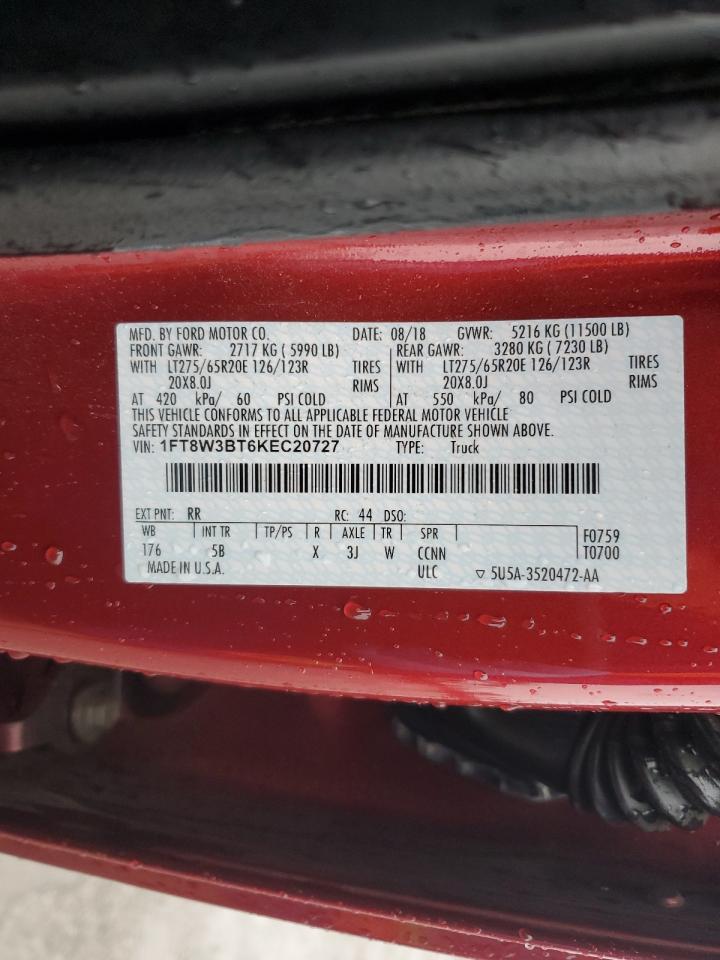 MFD. BY FORD MOTOR CO. DATE: 08/18 GVWR: 5216 KG (11500 LB)
FRONT GAWR: 2717 KG ( 5990 LB) REAR GAWR: 3280 KG ( 7230 LB)
WITH LT275/65R20E 126/123R TIRES WITH LT275/65R20E 126/123R TIRES
20X8.0J RIMS 20X8.0J RIMS
AT 420 kPa/ 60 PSI COLD AT 550 kPa/ 80 PSI COLD
THIS VEHICLE CONFORMS TO ALL APPLICABLE FEDERAL MOTOR VEHICLE
SAFETY STANDARDS IN EFFECT ON THE DATE OF MANUFACTURE SHOWN ABOVE.
VIN: 1FT8W3BT6KEC20727 TYPE: Truck
EXT PNT: RR RC: 44 DSO:
WB INT TR TP/PS R AXLE TR SPR F0759
176 5B X 3J W CCNN T0700
MADE IN U.S.A. ULC ▽ 5U5A-3520472-AA